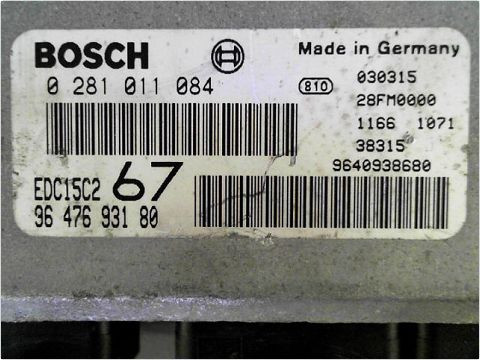 BOSCH
Made in Germany
0 281 011 084
810
030315
28FM0000
1166 1071
38315
9640938680
EDC15C2 67
96 476 931 80